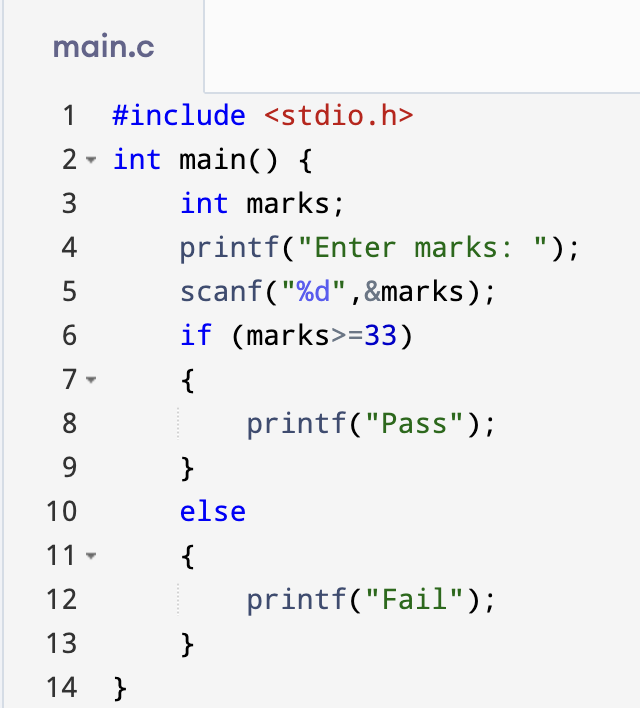 main.c
1 #include <stdio.h>
2 int main() {
3     int marks;
4     printf("Enter marks: ");
5     scanf("%d",&marks);
6     if (marks>=33)
7     {
8         printf("Pass");
9     }
10     else
11     {
12         printf("Fail");
13     }
14 }